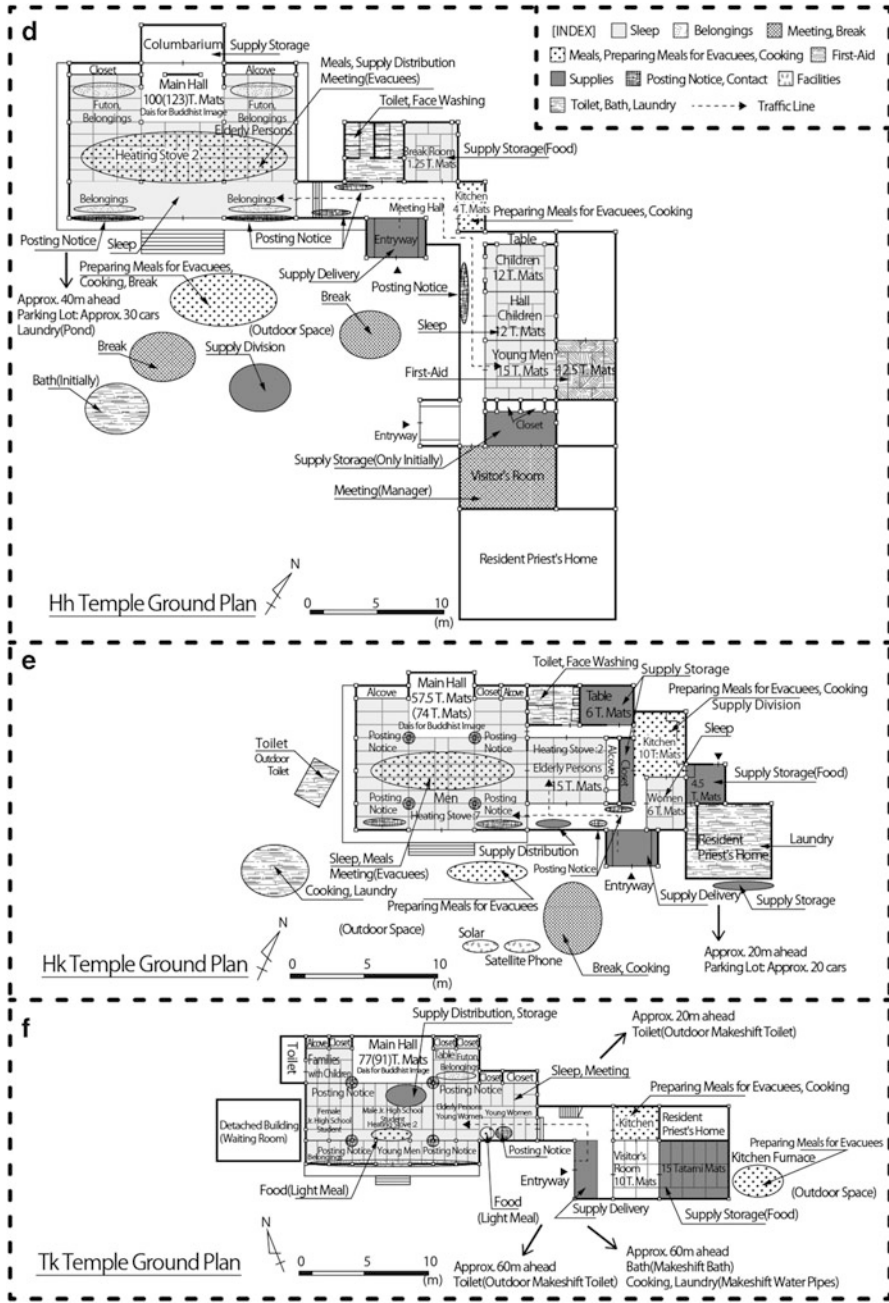 d
[INDEX]
Sleep
Belongings
Meeting, Break
Meals, Preparing Meals for Evacuees, Cooking
First-Aid
Supplies
Posting Notice, Contact
Facilities
Toilet, Bath, Laundry
Traffic Line
Columbarium
Supply Storage
Meals, Supply Distribution
Meeting(Evacuees)
Closet
Main Hall
100(123)T. Mats
Dais for Buddhist Image
Alcove
Futon,
Belongings
Futon,
Belongings
Elderly Persons
Heating Stove 2
Belongings
Belongings
Toilet, Face Washing
Break Room
1.25 T. Mats
Supply Storage(Food)
Kitchen
4 T. Mats
Preparing Meals for Evacuees, Cooking
Meeting Hall
Entryway
Posting Notice
Sleep
Posting Notice
Supply Delivery
Posting Notice
Table
Children
12 T. Mats
Hall
Children
12 T. Mats
Young Men
15 T. Mats
12.5 T. Mats
Sleep
First-Aid
Preparing Meals for Evacuees,
Cooking, Break
Approx. 40m ahead
Parking Lot: Approx. 30 cars
Laundry(Pond)
(Outdoor Space)
Break
Break
Supply Division
Bath(Initially)
Entryway
Closet
Supply Storage(Only Initially)
Visitor's Room
Meeting(Manager)
Resident Priest's Home
N
Hh Temple Ground Plan
0 5 10
(m)
e
Toilet, Face Washing
Supply Storage
Preparing Meals for Evacuees, Cooking
Supply Division
Sleep
Alcove
Main Hall
57.5 T. Mats
(74 T. Mats)
Dais for Buddhist Image
Closet
Alcove
Table
6 T. Mats
Posting
Notice
Posting
Notice
Heating Stove :2
Elderly Persons
15 T. Mats
Alcove
Closet
Kitchen
10 T. Mats
Women
6 T. Mats
4.5
T. Mats
Supply Storage(Food)
Toilet
Outdoor
Toilet
Posting
Notice
Men
Heating Stove :7
Posting
Notice
Resident
Priest's Home
Laundry
Sleep, Meals
Meeting(Evacuees)
Supply Distribution
Posting Notice
Entryway
Cooking, Laundry
Preparing Meals for Evacuees
Supply Delivery
Supply Storage
(Outdoor Space)
Solar
Satellite Phone
Break, Cooking
Approx. 20m ahead
Parking Lot: Approx. 20 cars
N
Hk Temple Ground Plan
0 5 10
(m)
f
Supply Distribution, Storage
Approx. 20m ahead
Toilet(Outdoor Makeshift Toilet)
Toilet
Alcove
Closet
Main Hall
77(91)T. Mats
Dais for Buddhist Image
Closet
Closet
Families
with Children
Table
Futon,
Belongings
Closet
Closet
Sleep, Meeting
Posting Notice
Posting Notice
Preparing Meals for Evacuees, Cooking
Detached Building
(Waiting Room)
Female
Jr. High School
Student
Male Jr. High School
Student
Heating Stove 2
Elderly Persons
Young Women
Young Women
Kitchen
Resident
Priest's Home
Preparing Meals for Evacuees
Kitchen Furnace
Belongings
Posting Notice
Young Men
Posting Notice
Posting Notice
Entryway
Visitor's
Room
10 T. Mats
15 Tatami Mats
(Outdoor Space)
Food(Light Meal)
Food
(Light Meal)
Supply Delivery
Supply Storage(Food)
Approx. 60m ahead
Toilet(Outdoor Makeshift Toilet)
Approx. 60m ahead
Bath(Makeshift Bath)
Cooking, Laundry(Makeshift Water Pipes)
N
Tk Temple Ground Plan
0 5 10
(m)